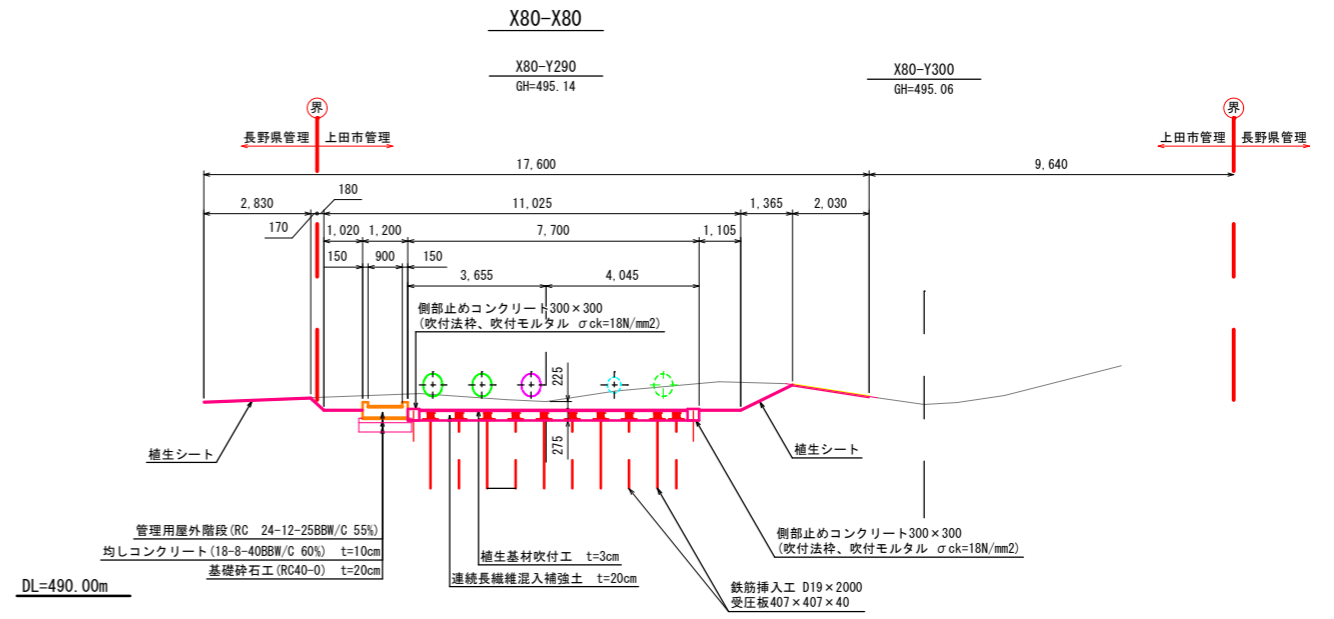 X80-X80
X80-Y290
GH=495.14
X80-Y300
GH=495.06
界
界
長野県管理 上田市管理
上田市管理 長野県管理
17,600
9,640
2,830
170
180
11,025
1,365
2,030
1,020
1,200
7,700
1,105
150
900
150
3,655
4,045
側部止めコンクリート300×300
(吹付法枠、吹付モルタル σck=18N/mm2)
225
275
植生シート
植生シート
管理用屋外階段(RC 24-12-25BBW/C 55%)
均しコンクリート(18-8-40BBW/C 60%) t=10cm
基礎砕石工(RC40-0) t=20cm
植生基材吹付工 t=3cm
連続長繊維混入補強土 t=20cm
側部止めコンクリート300×300
(吹付法枠、吹付モルタル σck=18N/mm2)
鉄筋挿入工 D19×2000
受圧板407×407×40
DL=490.00m